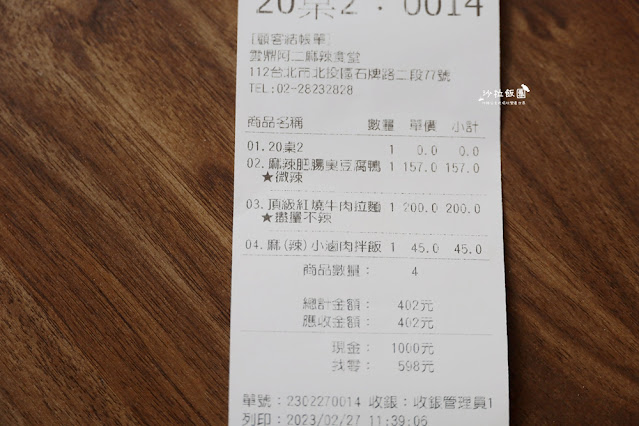 20桌2 : 0014
[顧客結帳單]
雲鼎阿二麻辣食堂
112台北市北投區石牌路二段77號
TEL:02-28232828
沙拉飯團
商品名稱 數量 單價 小計
01.20桌2 1 0.0 0.0
02.麻辣肥腸臭豆腐鴨 1 157.0 157.0
★微辣
03.頂級紅燒牛肉拉麵 1 200.0 200.0
★盡量不辣
04.麻(辣)小滷肉拌飯 1 45.0 45.0
商品數量: 4
總計金額: 402元
應收金額: 402元
現金: 1000元
找零: 598元
單號:2302270014 收銀:收銀管理員1
列印:2023/02/27 11:39:06